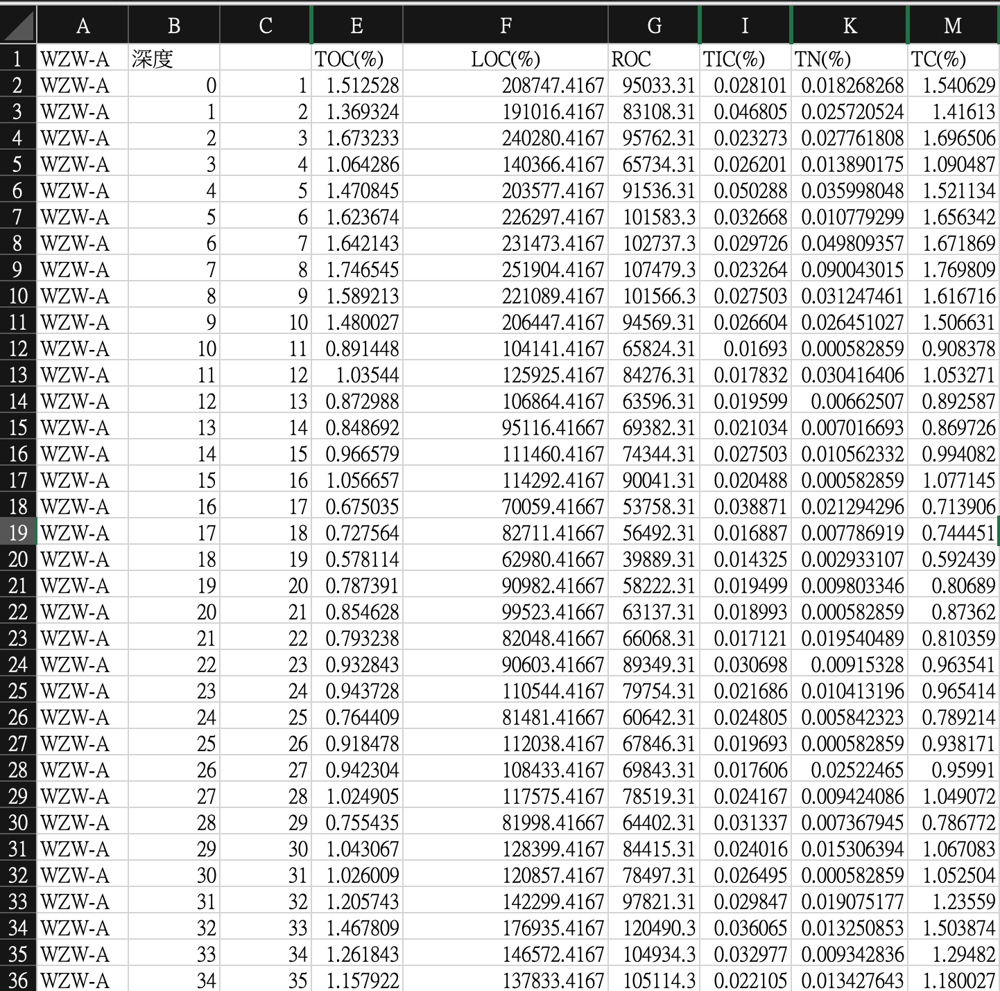 A B C E F G I K M
1 WZW-A 深度 TOC(%) LOC(%) ROC TIC(%) TN(%) TC(%)
2 WZW-A 0 1 1.512528 208747.4167 95033.31 0.028101 0.018268268 1.540629
3 WZW-A 1 2 1.369324 191016.4167 83108.31 0.046805 0.025720524 1.41613
4 WZW-A 2 3 1.673233 240280.4167 95762.31 0.023273 0.027761808 1.696506
5 WZW-A 3 4 1.064286 140366.4167 65734.31 0.026201 0.013890175 1.090487
6 WZW-A 4 5 1.470845 203577.4167 91536.31 0.050288 0.035998048 1.521134
7 WZW-A 5 6 1.623674 226297.4167 101583.3 0.032668 0.010779299 1.656342
8 WZW-A 6 7 1.642143 231473.4167 102737.3 0.029726 0.049809357 1.671869
9 WZW-A 7 8 1.746545 251904.4167 107479.3 0.023264 0.090043015 1.769809
10 WZW-A 8 9 1.589213 221089.4167 101566.3 0.027503 0.031247461 1.616716
11 WZW-A 9 10 1.480027 206447.4167 94569.31 0.026604 0.026451027 1.506631
12 WZW-A 10 11 0.891448 104141.4167 65824.31 0.01693 0.000582859 0.908378
13 WZW-A 11 12 1.03544 125925.4167 84276.31 0.017832 0.030416406 1.053271
14 WZW-A 12 13 0.872988 106864.4167 63596.31 0.019599 0.00662507 0.892587
15 WZW-A 13 14 0.848692 95116.41667 69382.31 0.021034 0.007016693 0.869726
16 WZW-A 14 15 0.966579 111460.4167 74344.31 0.027503 0.010562332 0.994082
17 WZW-A 15 16 1.056657 114292.4167 90041.31 0.020488 0.000582859 1.077145
18 WZW-A 16 17 0.675035 70059.41667 53758.31 0.038871 0.021294296 0.713906
19 WZW-A 17 18 0.727564 82711.41667 56492.31 0.016887 0.007786919 0.744451
20 WZW-A 18 19 0.578114 62980.41667 39889.31 0.014325 0.002933107 0.592439
21 WZW-A 19 20 0.787391 90982.41667 58222.31 0.019499 0.009803346 0.80689
22 WZW-A 20 21 0.854628 99523.41667 63137.31 0.018993 0.000582859 0.87362
23 WZW-A 21 22 0.793238 82048.41667 66068.31 0.017121 0.019540489 0.810359
24 WZW-A 22 23 0.932843 90603.41667 89349.31 0.030698 0.00915328 0.963541
25 WZW-A 23 24 0.943728 110544.4167 79754.31 0.021686 0.010413196 0.965414
26 WZW-A 24 25 0.764409 81481.41667 60642.31 0.024805 0.005842323 0.789214
27 WZW-A 25 26 0.918478 112038.4167 67846.31 0.019693 0.000582859 0.938171
28 WZW-A 26 27 0.942304 108433.4167 69843.31 0.017606 0.02522465 0.95991
29 WZW-A 27 28 1.024905 117575.4167 78519.31 0.024167 0.009424086 1.049072
30 WZW-A 28 29 0.755435 81998.41667 64402.31 0.031337 0.007367945 0.786772
31 WZW-A 29 30 1.043067 128399.4167 84415.31 0.024016 0.015306394 1.067083
32 WZW-A 30 31 1.026009 120857.4167 78497.31 0.026495 0.000582859 1.052504
33 WZW-A 31 32 1.205743 142299.4167 97821.31 0.029847 0.019075177 1.23559
34 WZW-A 32 33 1.467809 176935.4167 120490.3 0.036065 0.013250853 1.503874
35 WZW-A 33 34 1.261843 146572.4167 104934.3 0.032977 0.009342836 1.29482
36 WZW-A 34 35 1.157922 137833.4167 105114.3 0.022105 0.013427643 1.180027